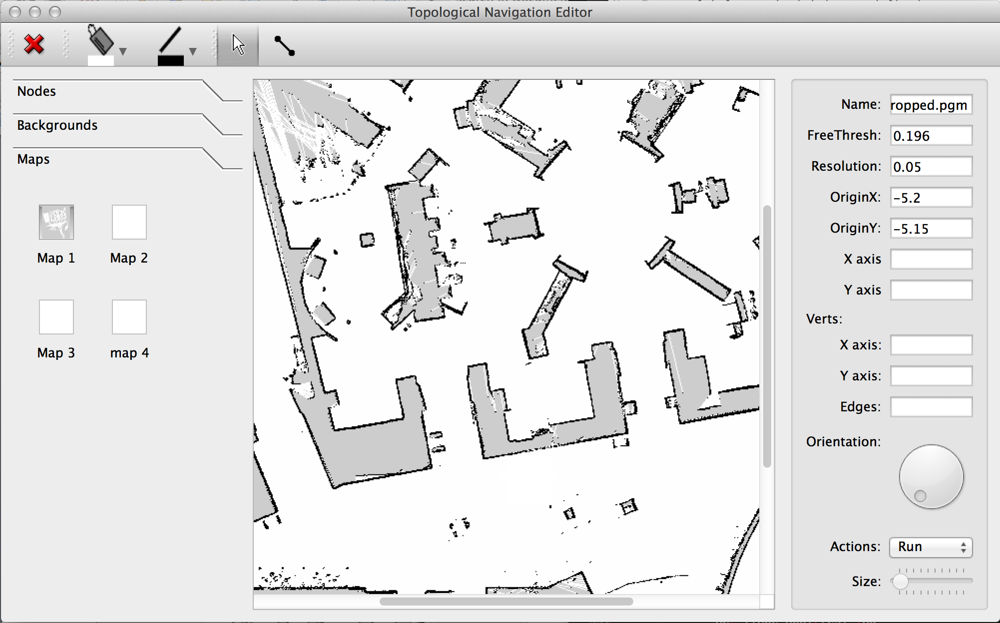 Topological Navigation Editor
Nodes
Backgrounds
Maps
Map 1
Map 2
Map 3
map 4
Name: ropped.pgm
FreeThresh: 0.196
Resolution: 0.05
OriginX: -5.2
OriginY: -5.15
X axis
Y axis
Verts:
X axis:
Y axis:
Edges:
Orientation:
Actions: Run
Size: